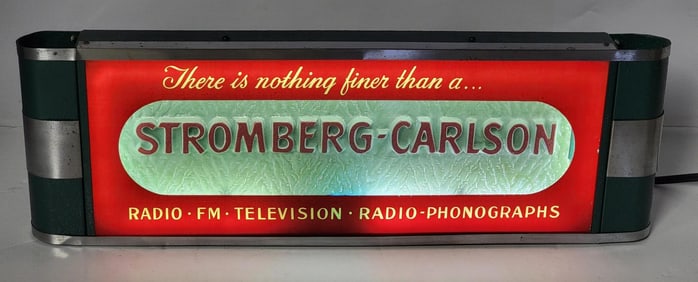 There is nothing finer than a...
STROMBERG-CARLSON
RADIO · FM · TELEVISION · RADIO-PHONOGRAPHS